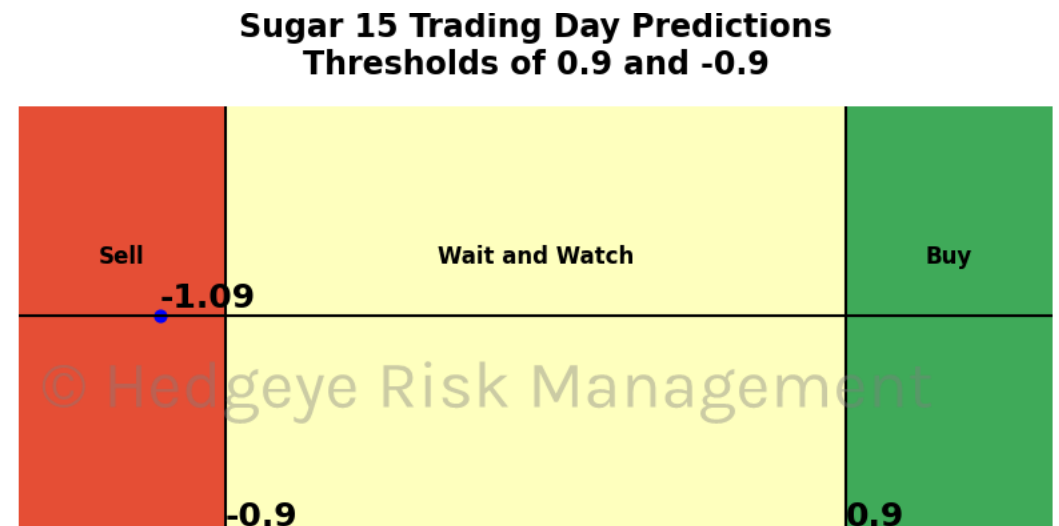 Sugar 15 Trading Day Predictions
Thresholds of 0.9 and -0.9
Sell
Wait and Watch
Buy
-1.09
© Hedgeye Risk Management
-0.9
0.9